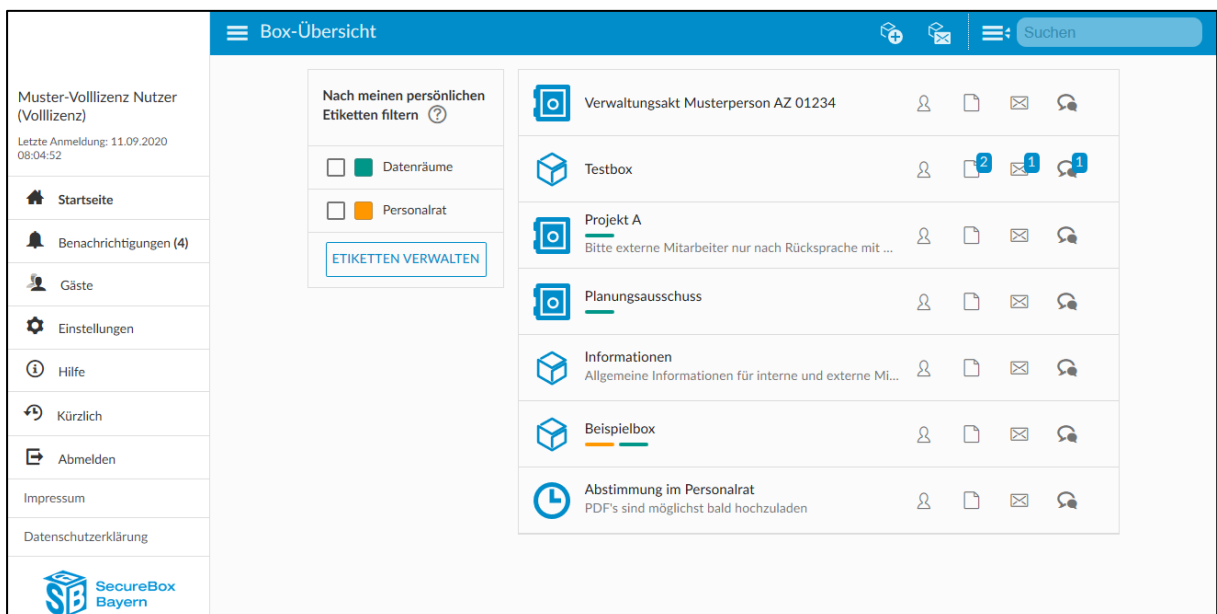 Box-Übersicht
Suchen
Muster-Volllizenz Nutzer
(Volllizenz)
Letzte Anmeldung: 11.09.2020
08:04:52
Startseite
Benachrichtigungen (4)
Gäste
Einstellungen
Hilfe
Kürzlich
Abmelden
Impressum
Datenschutzerklärung
SB
SecureBox
Bayern
Nach meinen persönlichen
Etiketten filtern ?
Datenräume
Personalrat
ETIKETTEN VERWALTEN
Verwaltungsakt Musterperson AZ 01234
Testbox 2 1 1
Projekt A
Bitte externe Mitarbeiter nur nach Rücksprache mit ...
Planungsausschuss
Informationen
Allgemeine Informationen für interne und externe Mi...
Beispielbox
Abstimmung im Personalrat
PDF's sind möglichst bald hochzuladen